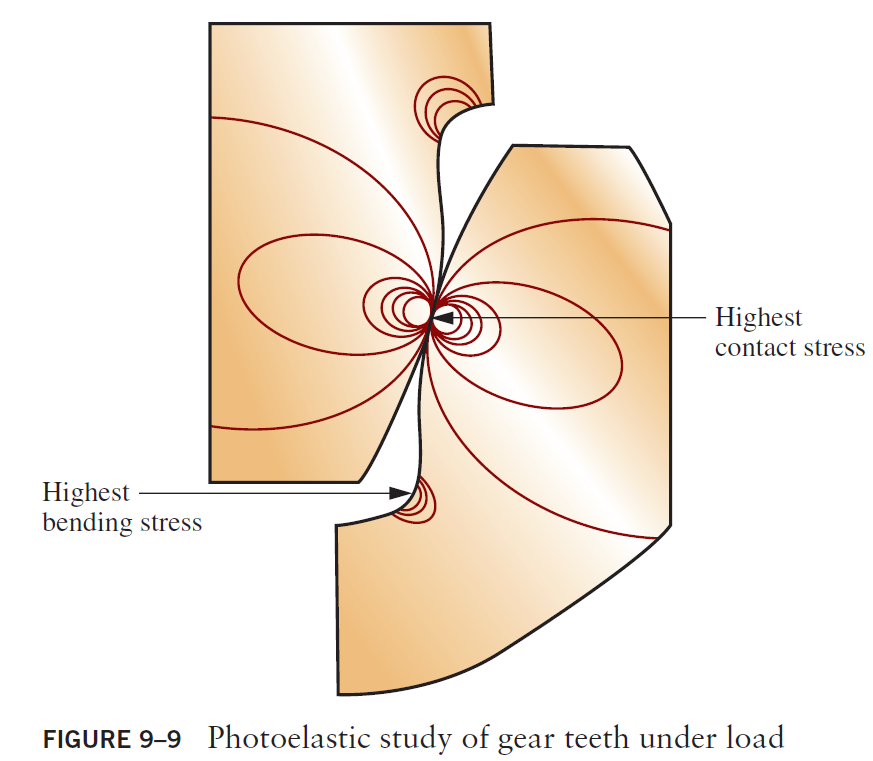 Highest
contact stress
Highest
bending stress
FIGURE 9–9 Photoelastic study of gear teeth under load